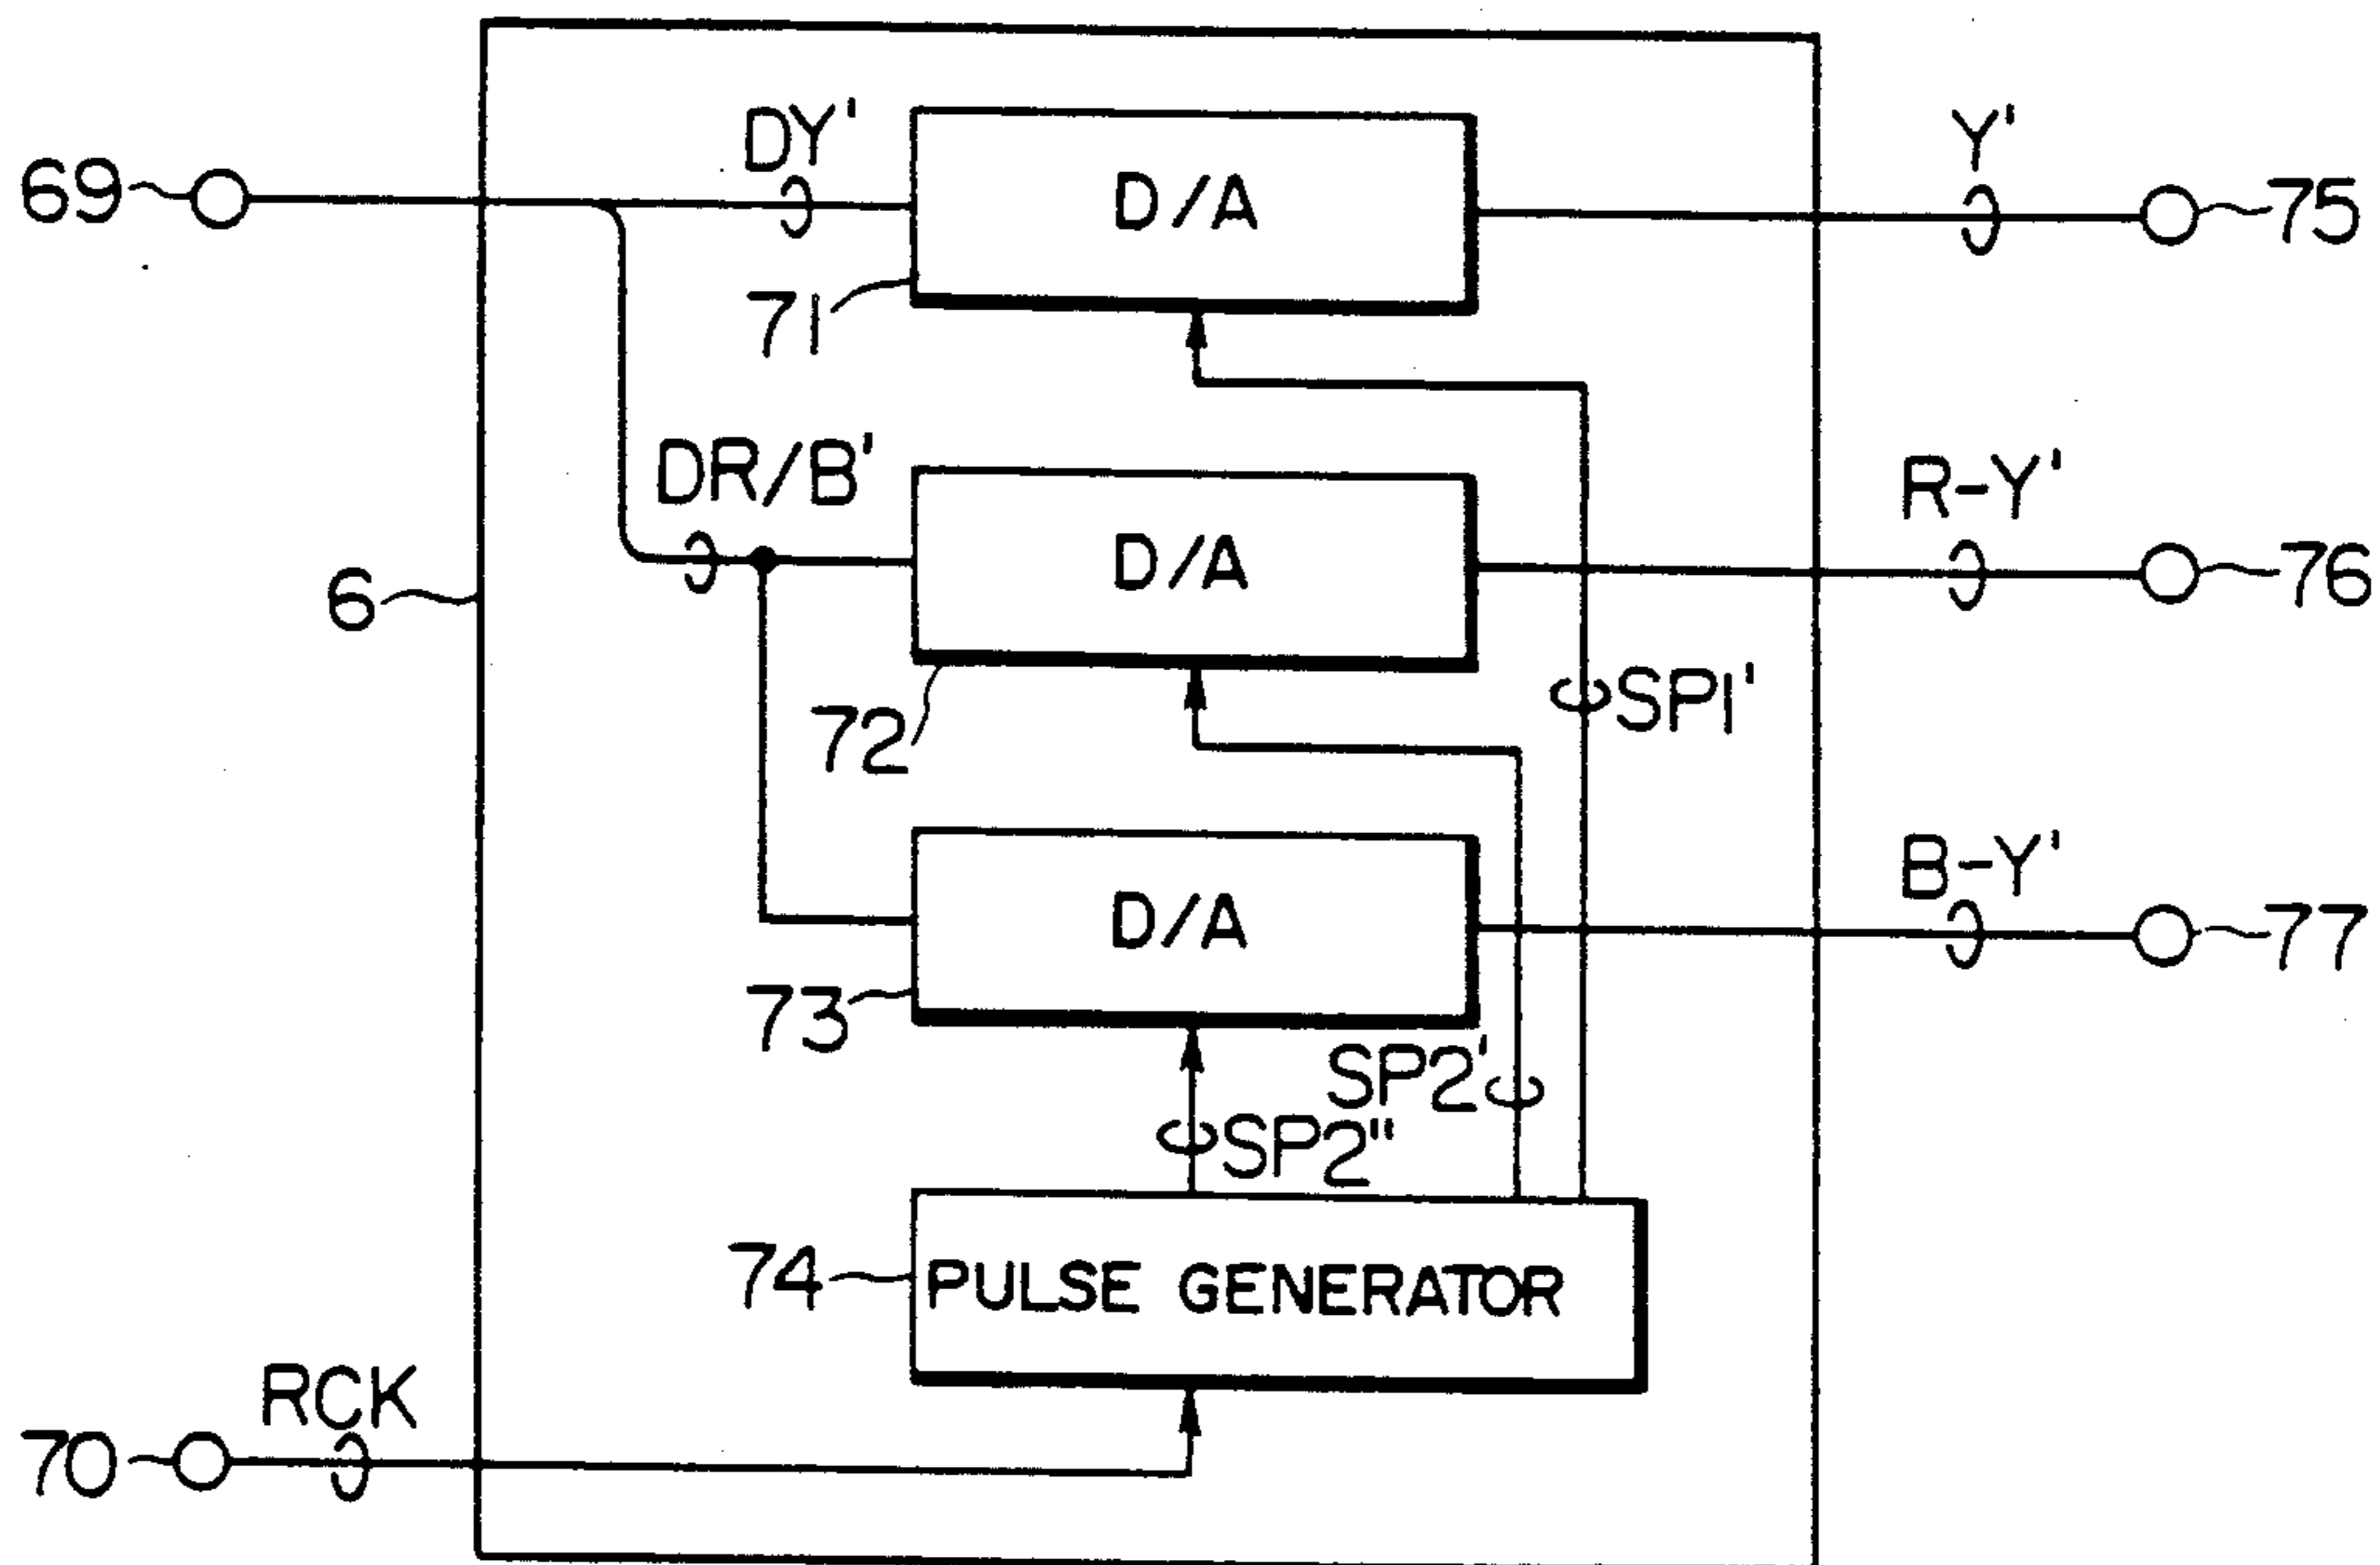 DY'
Y'
69
D/A
75
71
DR/B'
R-Y'
D/A
76
6
SP1'
72
B-Y'
D/A
77
73
SP2'
SP2"
74
PULSE GENERATOR
RCK
70